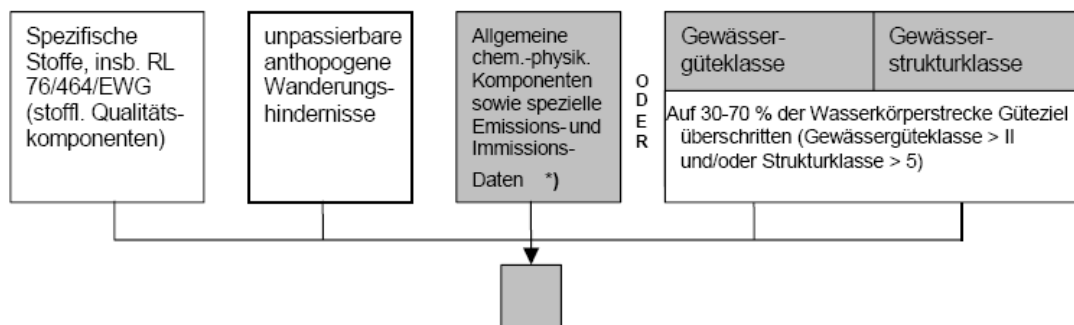 Spezifische
Stoffe, insb. RL
76/464/EWG
(stoffl. Qualitäts-
komponenten)
unpassierbare
anthopogene
Wanderungs-
hindernisse
Allgemeine
chem.-physik.
Komponenten
sowie spezielle
Emissions- und
Immissions-
Daten *)
O
D
E
R
Gewässer-
güteklasse
Gewässer-
strukturklasse
Auf 30-70 % der Wasserkörperstrecke Güteziel
überschritten (Gewässergüteklasse > II
und/oder Strukturklasse > 5)